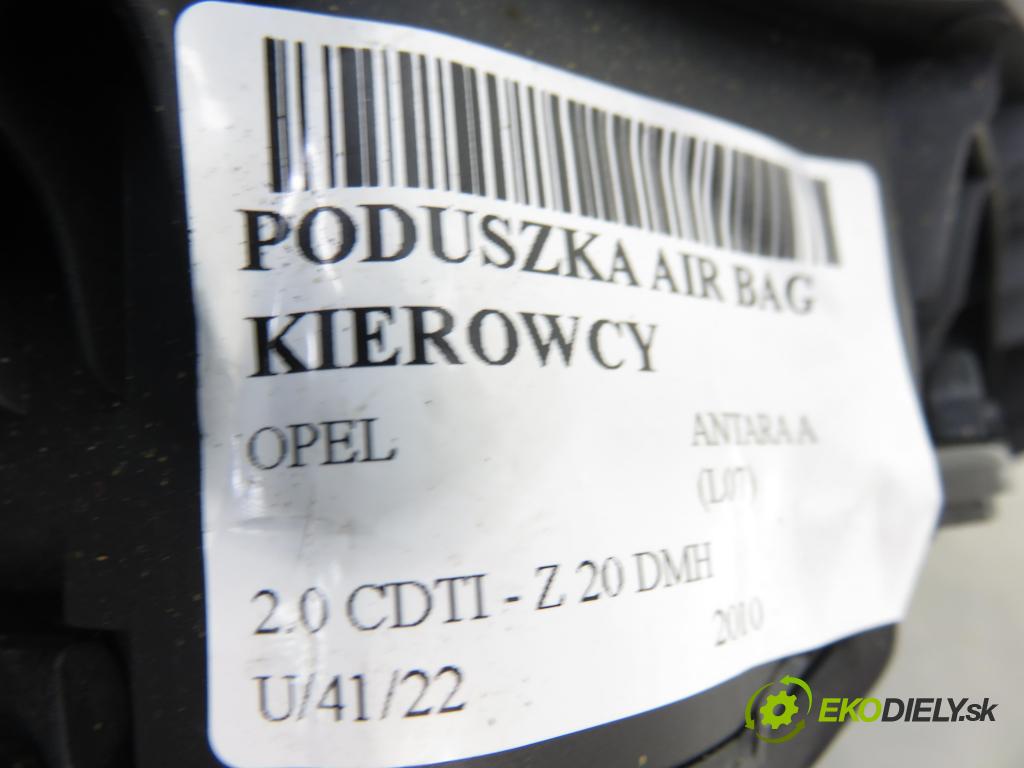 PODUSZKA AIR BAG
KIEROWCY
OPEL ANTARA A
(L07)
2.0 CDTI - Z 20 DMH
2010
U/41/22
EKODIELY.sk